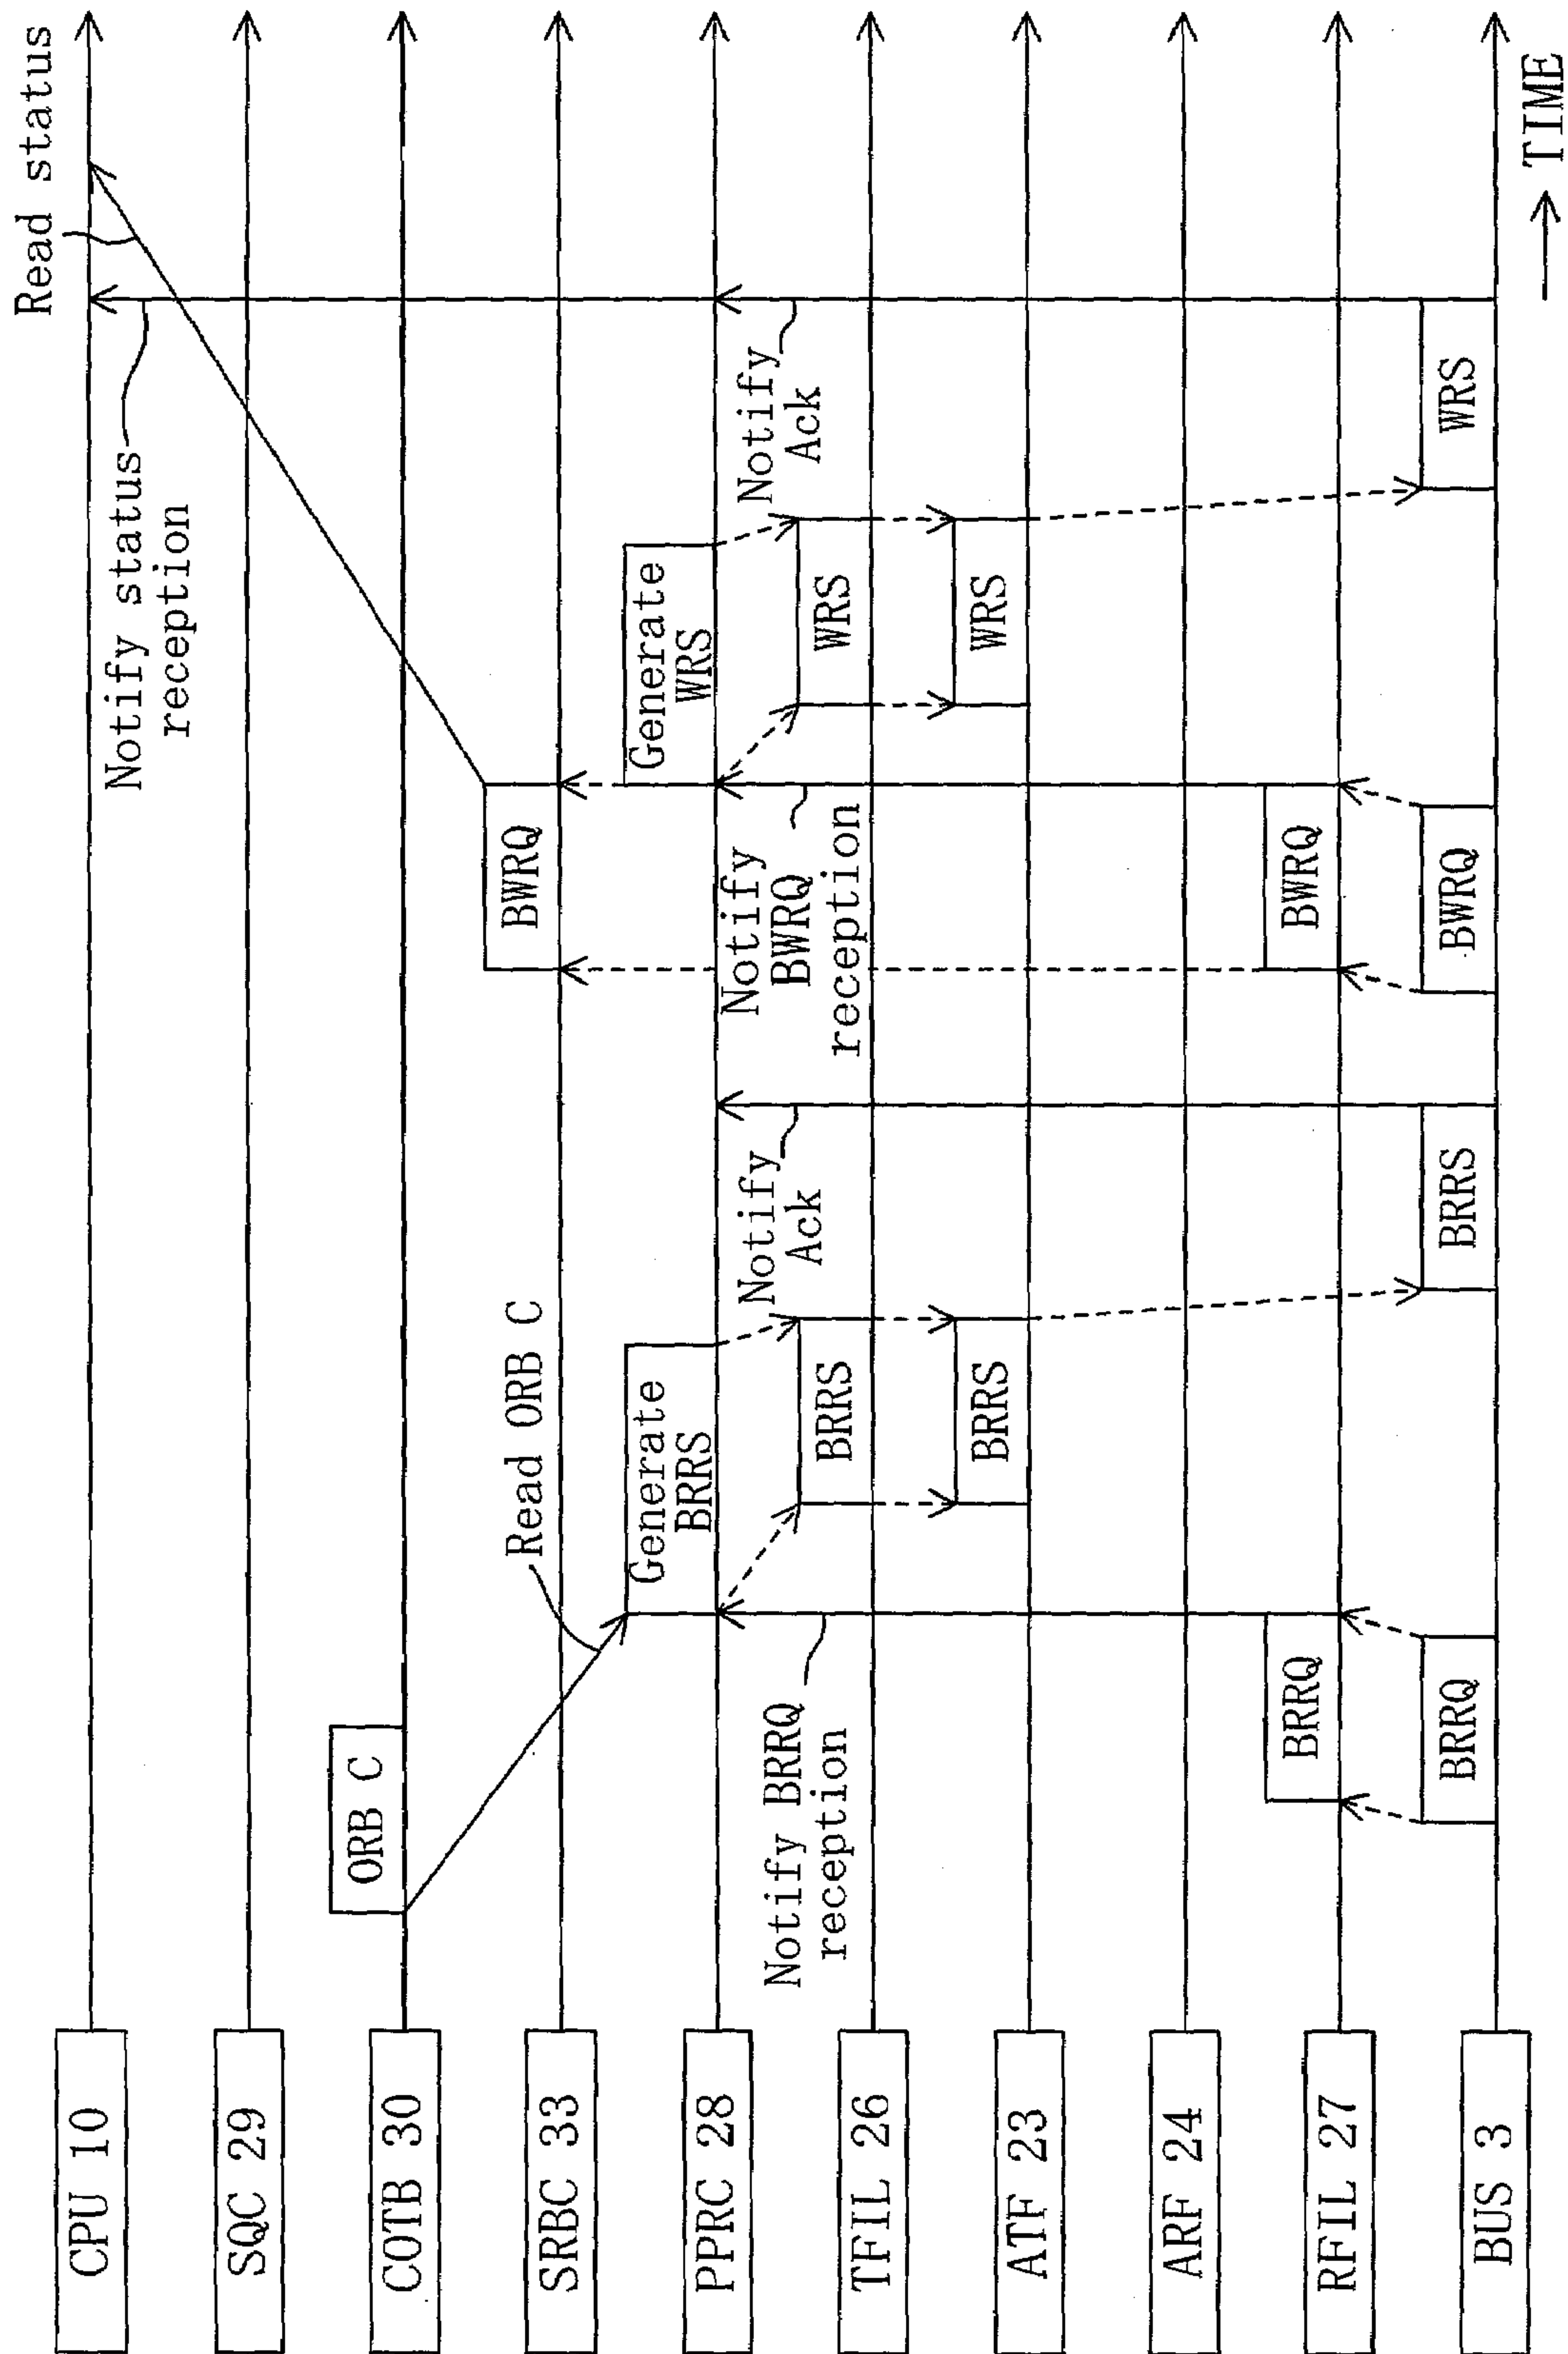 CPU 10
SQC 29
COTB 30
SRBC 33
PPRC 28
TFIL 26
ATF 23
ARF 24
RFIL 27
BUS 3
Read status
Notify status
reception
ORB C
Read ORB C
BWRQ
Generate
BRRS
Generate
WRS
Notify BRRQ
reception
BRRS
Notify
Ack
Notify
BWRQ
reception
WRS
Notify
Ack
BRRS
WRS
BRRQ
BWRQ
BRRQ
BRRS
BWRQ
WRS
TIME